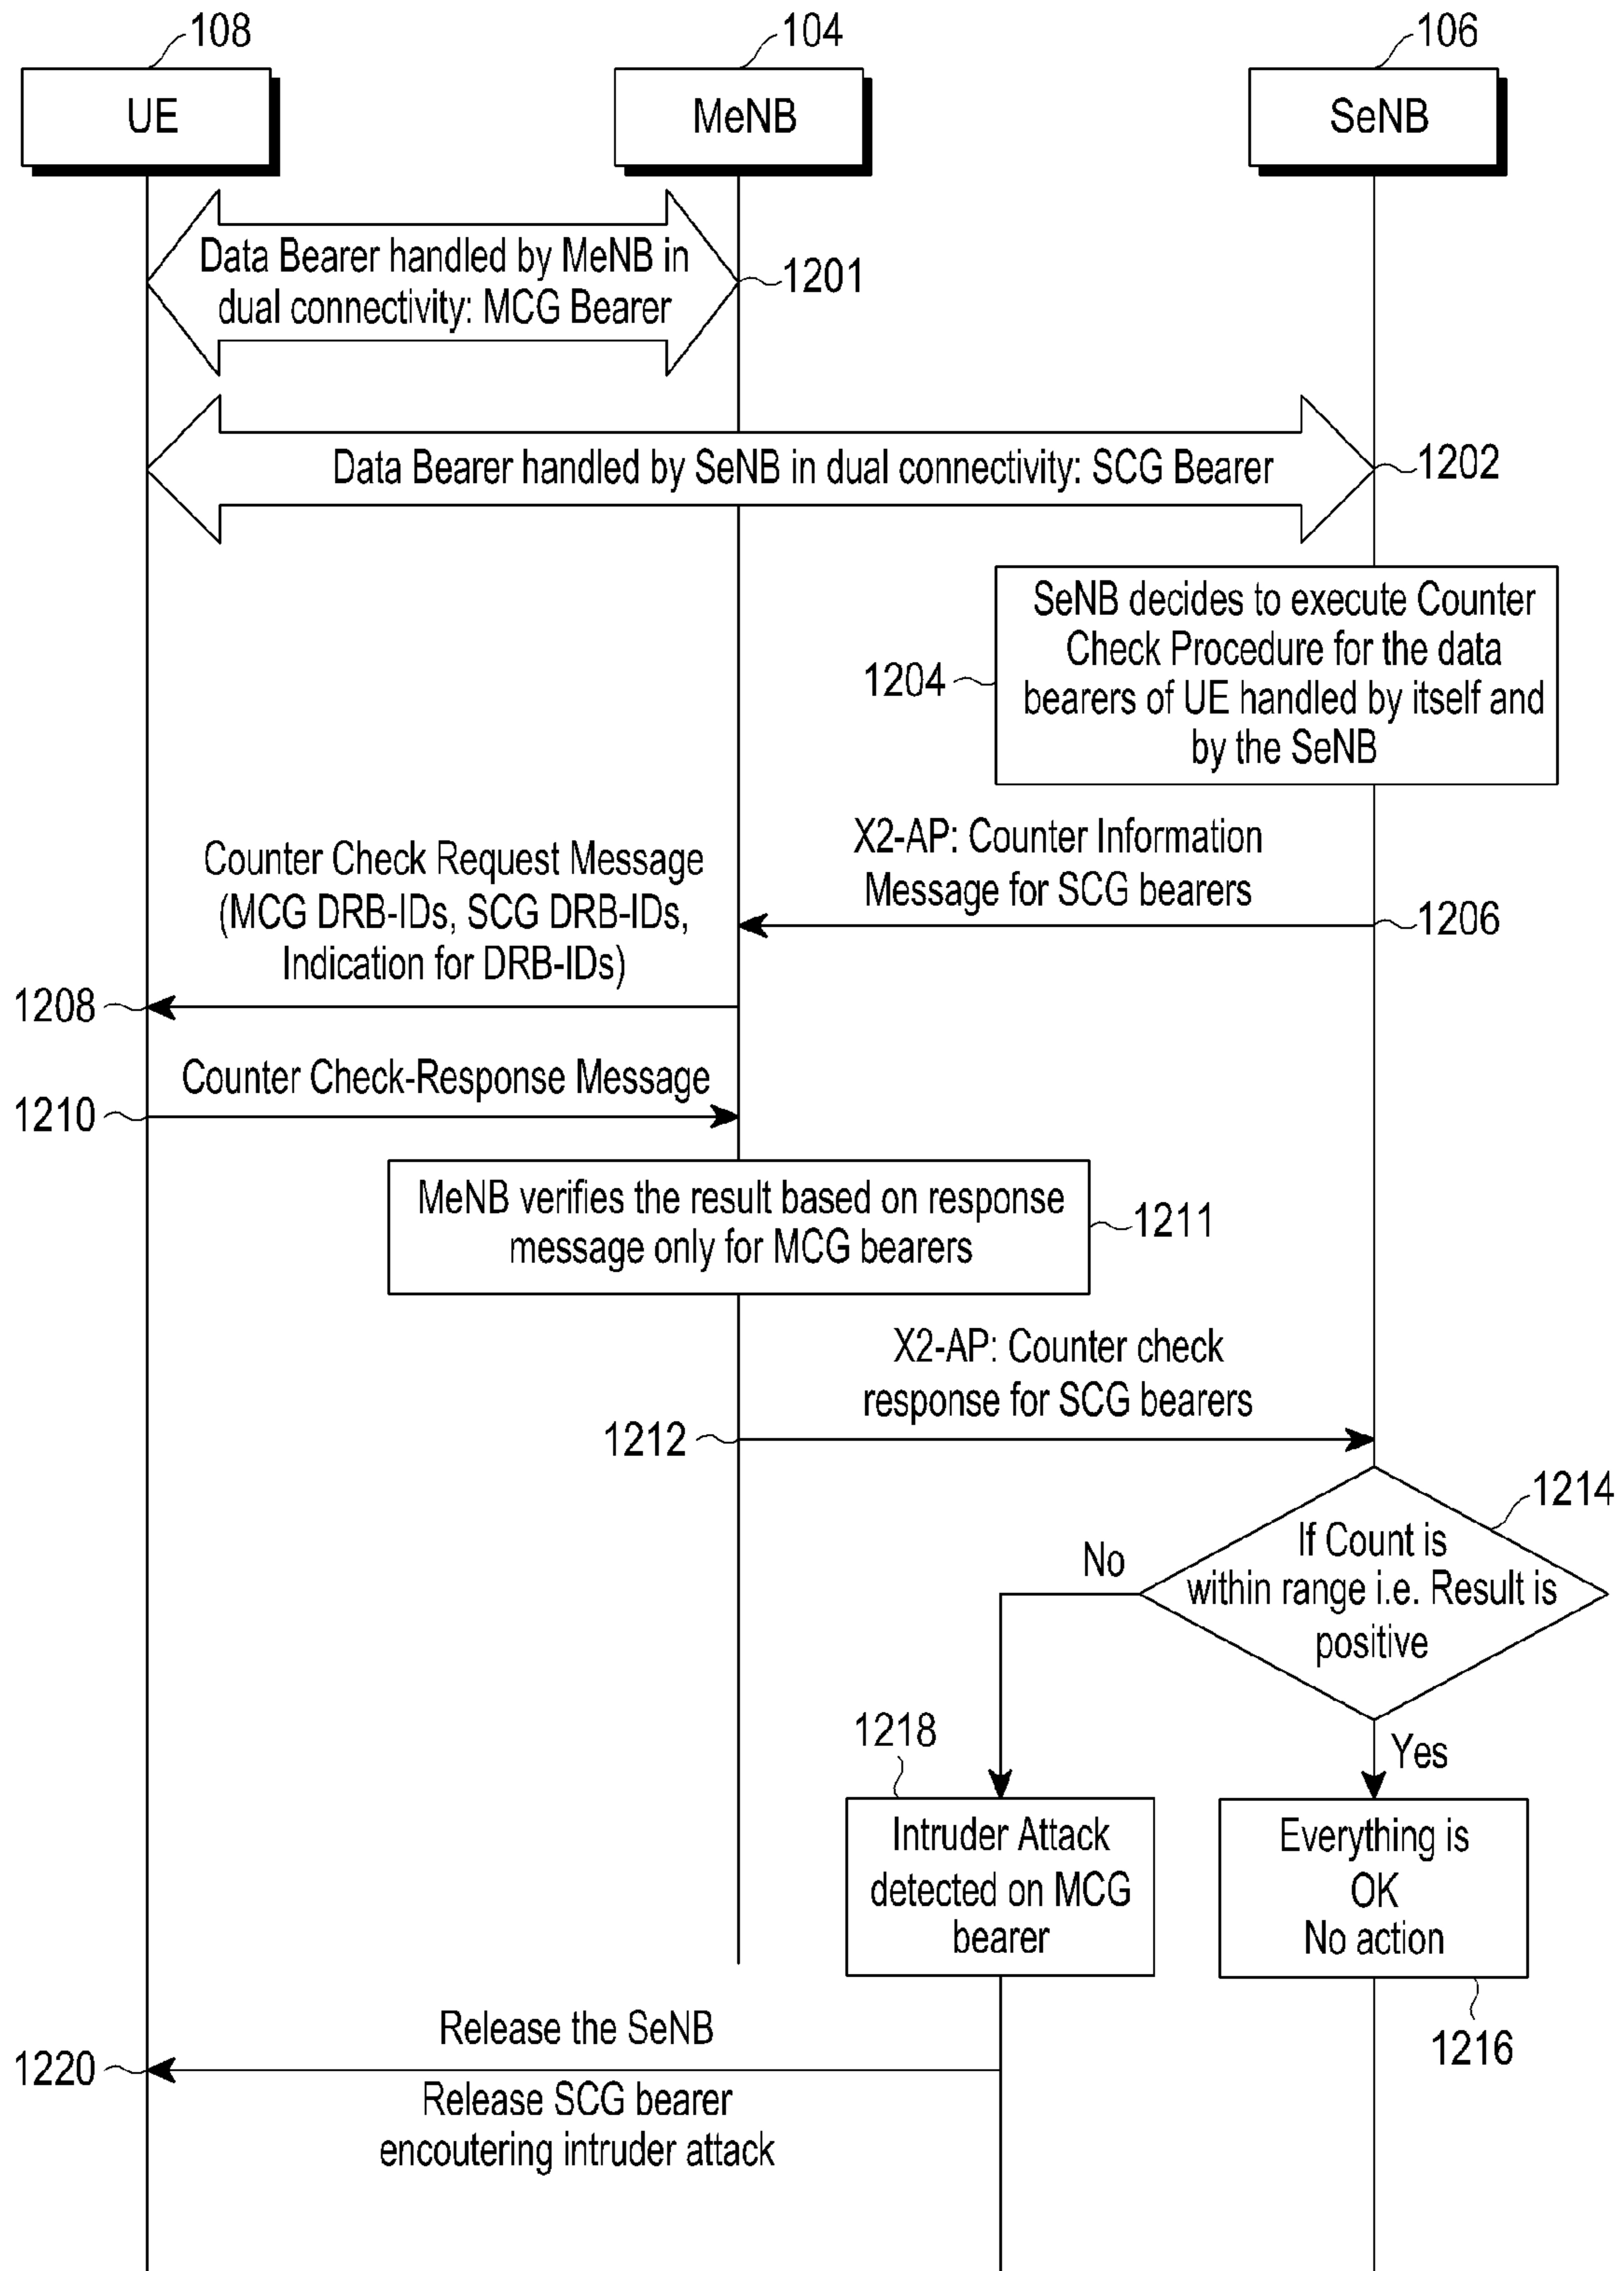 108
104
106
UE
MeNB
SeNB
Data Bearer handled by MeNB in
dual connectivity: MCG Bearer
1201
Data Bearer handled by SeNB in dual connectivity: SCG Bearer
1202
SeNB decides to execute Counter
Check Procedure for the data
bearers of UE handled by itself and
by the SeNB
1204
X2-AP: Counter Information
Message for SCG bearers
1206
Counter Check Request Message
(MCG DRB-IDs, SCG DRB-IDs,
Indication for DRB-IDs)
1208
Counter Check-Response Message
1210
MeNB verifies the result based on response
message only for MCG bearers
1211
X2-AP: Counter check
response for SCG bearers
1212
1214
If Count is
within range i.e. Result is
positive
No
Yes
1218
Intruder Attack
detected on MCG
bearer
Everything is
OK
No action
1216
Release the SeNB
1220
Release SCG bearer
encoutering intruder attack